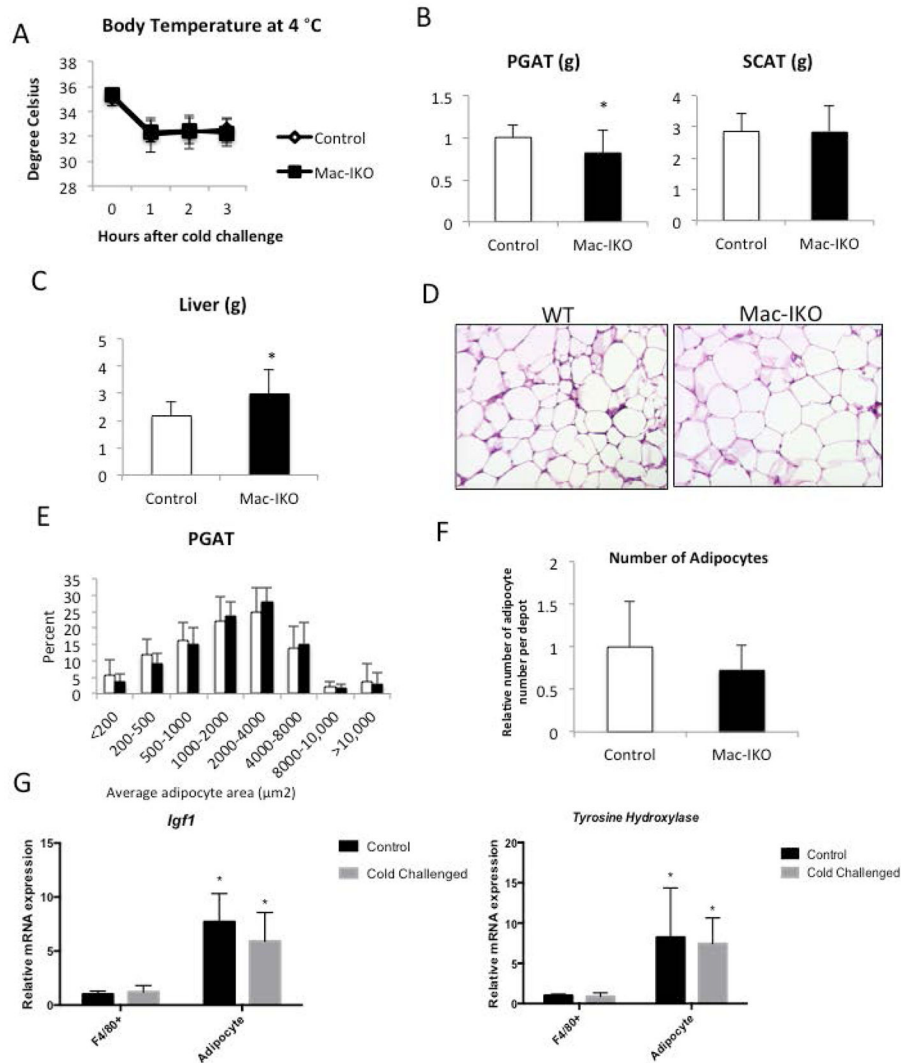 A
Body Temperature at 4 °C
Degree Celsius
38
36
34
32
30
28
0 1 2 3
Hours after cold challenge
Control
Mac-IKO
B
PGAT (g)
1.5
1
0.5
0
*
Control Mac-IKO
SCAT (g)
4
3
2
1
0
Control Mac-IKO
C
Liver (g)
5
4
3
2
1
0
*
Control Mac-IKO
D
WT Mac-IKO
E
PGAT
Percent
35
30
25
20
15
10
5
0
<200
200-500
500-1000
1000-2000
2000-4000
4000-8000
8000-10,000
>10,000
Average adipocyte area (μm2)
F
Number of Adipocytes
Relative number of adipocyte
number per depot
2
1.5
1
0.5
0
Control Mac-IKO
G
Igf1
Relative mRNA expression
15
10
5
0
* *
F4/80+
Adipocyte
Control
Cold Challenged
Tyrosine Hydroxylase
Relative mRNA expression
20
15
10
5
0
* *
F4/80+
Adipocyte
Control
Cold Challenged